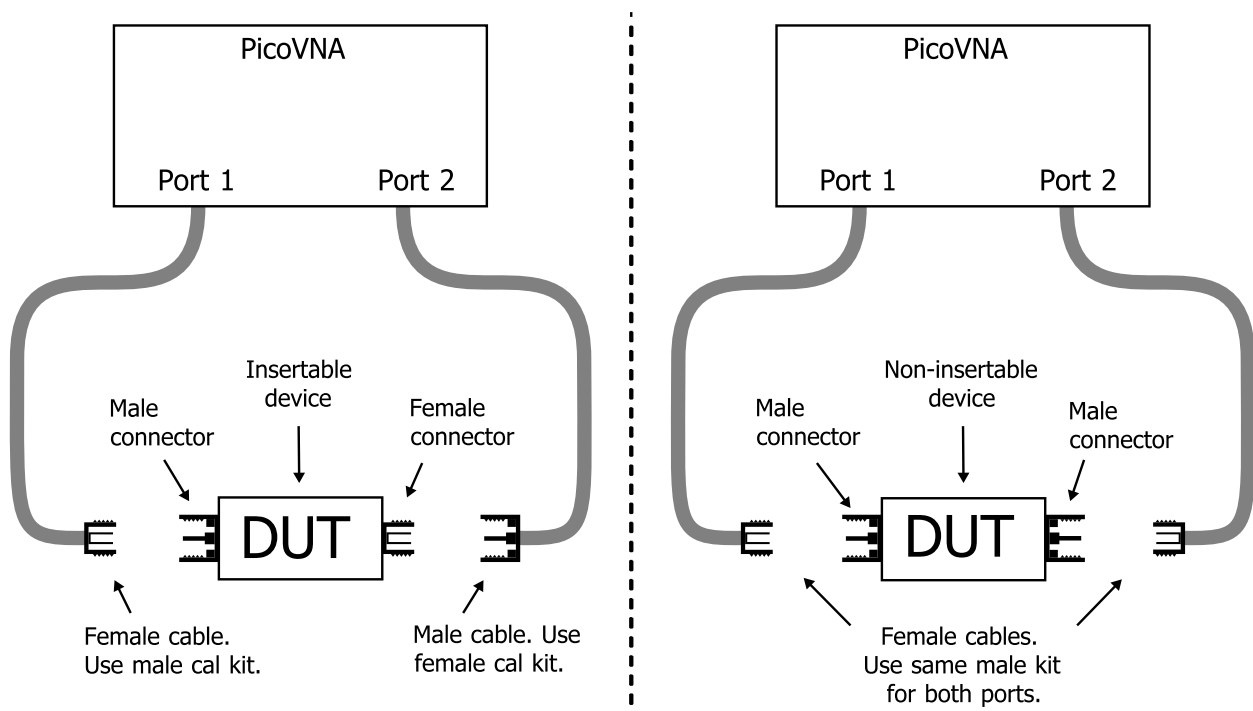 PicoVNA
Port 1
Port 2
Insertable
device
Male
connector
Female
connector
DUT
Female cable.
Use male cal kit.
Male cable. Use
female cal kit.
PicoVNA
Port 1
Port 2
Non-insertable
device
Male
connector
Male
connector
DUT
Female cables.
Use same male kit
for both ports.